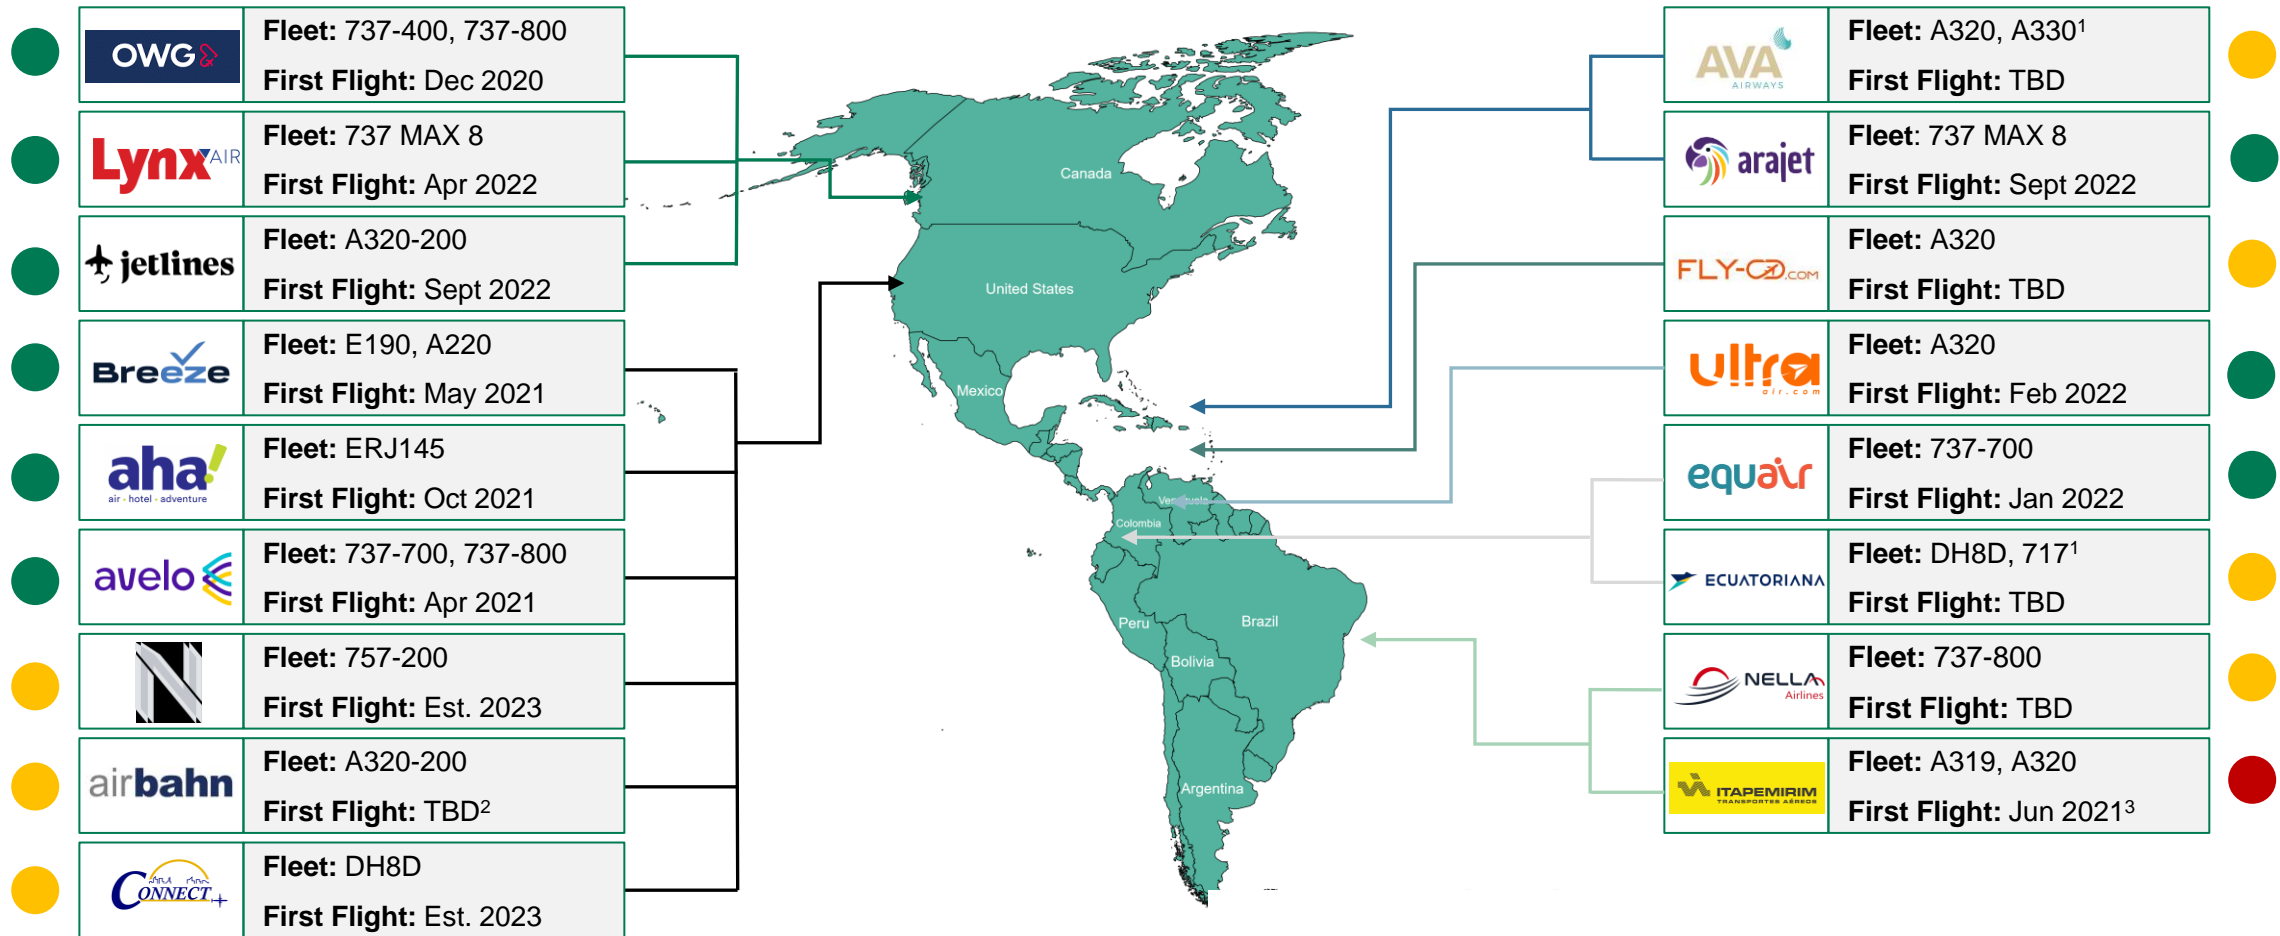 OWG
Fleet: 737-400, 737-800
First Flight: Dec 2020
Lynx AIR
Fleet: 737 MAX 8
First Flight: Apr 2022
jetlines
Fleet: A320-200
First Flight: Sept 2022
Breeze
Fleet: E190, A220
First Flight: May 2021
aha!
air - hotel - adventure
Fleet: ERJ145
First Flight: Oct 2021
avelo
Fleet: 737-700, 737-800
First Flight: Apr 2021
N
Fleet: 757-200
First Flight: Est. 2023
airbahn
Fleet: A320-200
First Flight: TBD²
CONNECT
Fleet: DH8D
First Flight: Est. 2023
Canada
United States
Mexico
Venezuela
Colombia
Peru
Brazil
Bolivia
Argentina
AVA
AIRWAYS
Fleet: A320, A330¹
First Flight: TBD
arajet
Fleet: 737 MAX 8
First Flight: Sept 2022
FLY-CD.COM
Fleet: A320
First Flight: TBD
ultra
air.com
Fleet: A320
First Flight: Feb 2022
equair
Fleet: 737-700
First Flight: Jan 2022
ECUATORIANA
Fleet: DH8D, 717¹
First Flight: TBD
NELLA
Airlines
Fleet: 737-800
First Flight: TBD
ITAPEMIRIM
TRANSPORTES AÉREOS
Fleet: A319, A320
First Flight: Jun 2021³